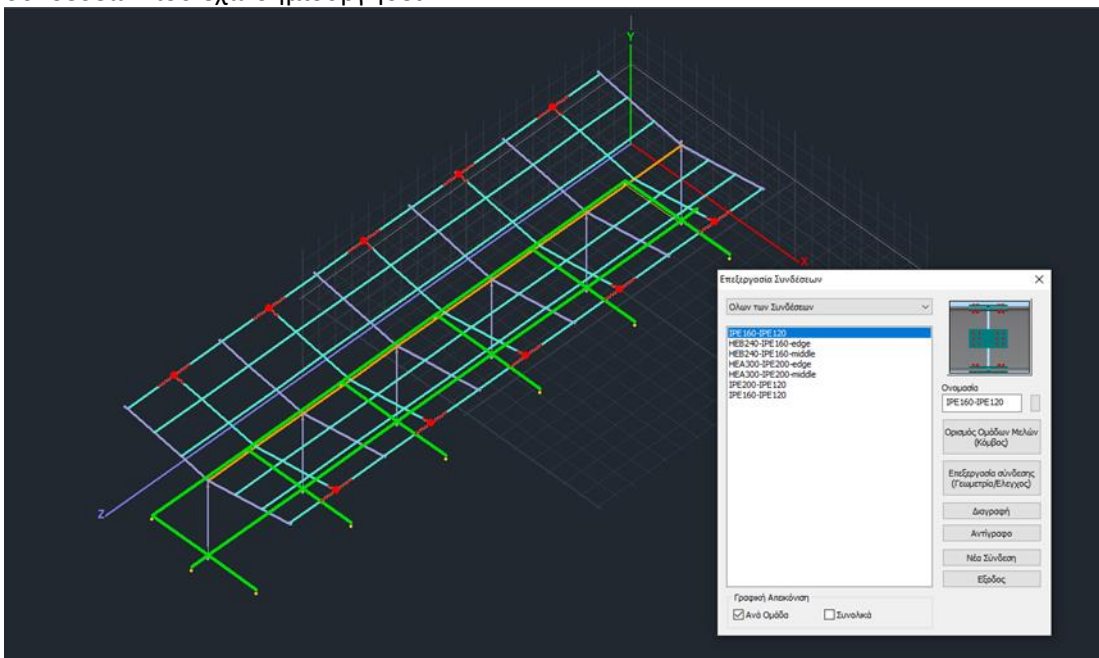 Y
X
Z
Επεξεργασία Συνδέσεων
Ολων των Συνδέσεων
IPE160-IPE120
HEB240-IPE160-edge
HEB240-IPE160-middle
HEA300-IPE200-edge
HEA300-IPE200-middle
IPE200-IPE120
IPE160-IPE120
Ονομασία
IPE160-IPE120
Ορισμός Ομάδων Μελών
(Κόμβος)
Επεξεργασία σύνδεσης
(Γεωμετρία/Ελεγχος)
Διαγραφή
Αντίγραφο
Νέα Σύνδεση
Εξοδος
Γραφική Απεικόνιση
Ανά Ομάδα
Συνολικά